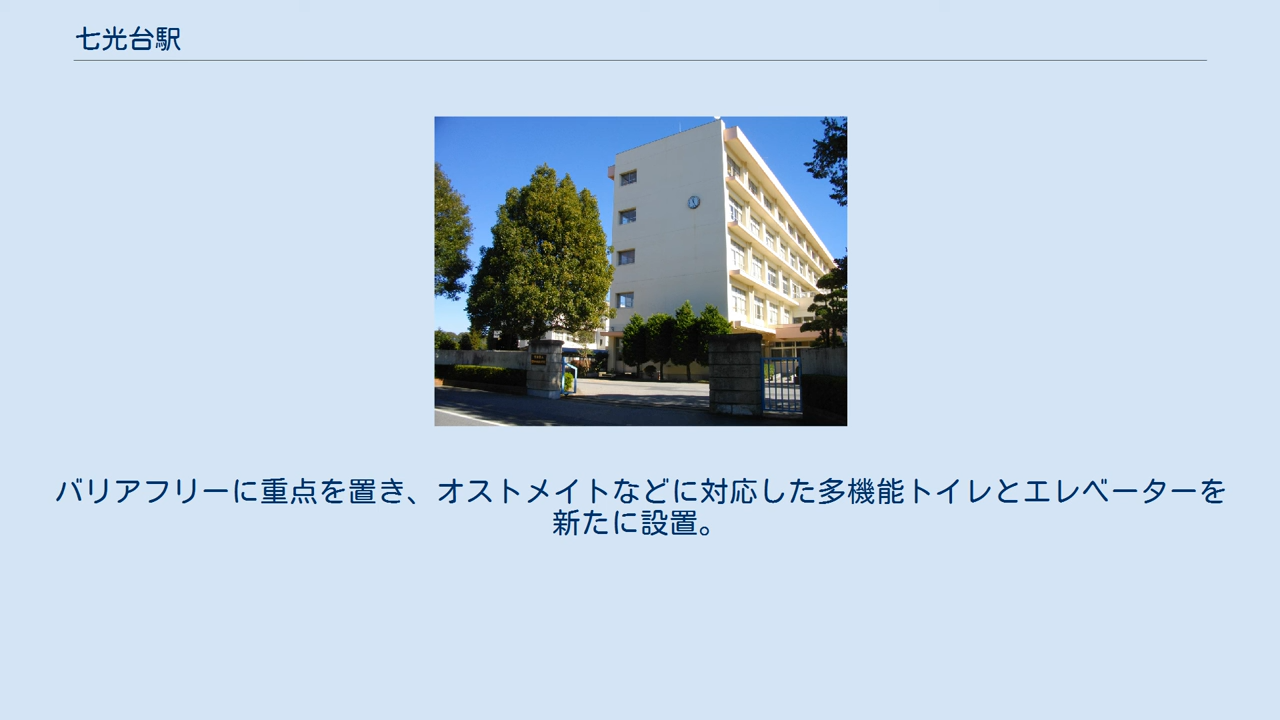 七光台駅
バリアフリーに重点を置き、オストメイトなどに対応した多機能トイレとエレベーターを
新たに設置。